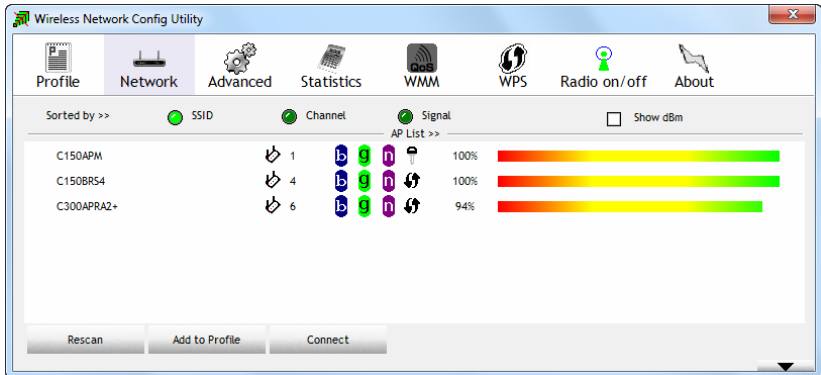 Wireless Network Config Utility
Profile Network Advanced Statistics QoS WMM WPS Radio on/off About
Sorted by >> SSID Channel Signal Show dBm
AP List >>
C150APM 1 b g n 100%
C150BRS4 4 b g n 100%
C300APRA2+ 6 b g n 94%
Rescan Add to Profile Connect